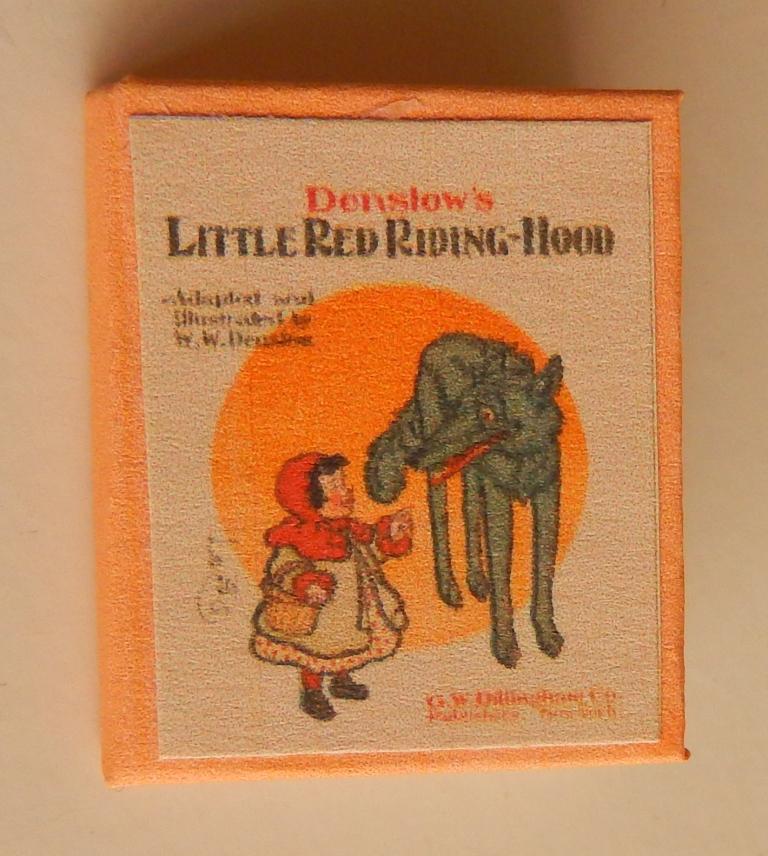 Denslow's
LITTLE RED RIDING-HOOD
Adapted and
Illustrated by
W.W. Denslow
G.W. Dillingham Co.
Publishers New York